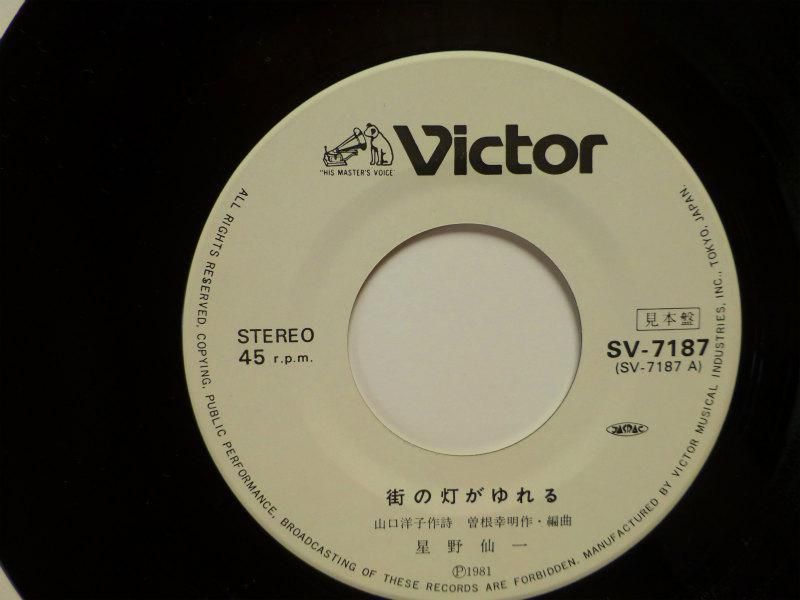 Victor
"HIS MASTER'S VOICE"
STEREO
45 r.p.m.
見本盤
SV-7187
(SV-7187 A)
JASRAC
街の灯がゆれる
山口洋子作詩 曽根幸明作・編曲
星野仙一
Ⓟ1981
ALL RIGHTS RESERVED, COPYING, PUBLIC PERFORMANCE, BROADCASTING OF THESE RECORDS ARE FORBIDDEN. MANUFACTURED BY VICTOR MUSICAL INDUSTRIES, INC., TOKYO, JAPAN.